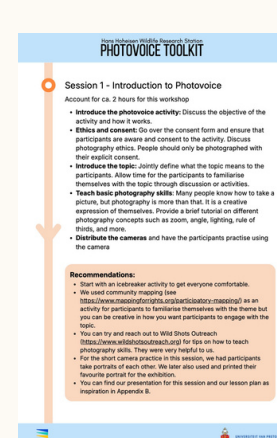 Hans Hoheisen Wildlife Research Station
PHOTOVOICE TOOLKIT
Session 1 - Introduction to Photovoice
Account for ca. 2 hours for this workshop
• Introduce the photovoice activity: Discuss the objective of the
activity and how it works.
• Ethics and consent: Go over the consent form and ensure that
participants are aware and consent to the activity. Discuss
photography ethics. People should only be photographed with
their explicit consent.
• Introduce the topic: Jointly define what the topic means to the
participants. Allow time for the participants to familiarise
themselves with the topic through discussion or activities.
• Teach basic photography skills: Many people know how to take a
picture, but photography is more than that. It is a creative
expression of themselves. Provide a brief tutorial on different
photography concepts such as zoom, angle, lighting, rule of
thirds, and more.
• Distribute the cameras and have the participants practise using
the camera
Recommendations:
• Start with an icebreaker activity to get everyone comfortable.
• We used community mapping (see
https://www.mappingforrights.org/participatory-mapping/) as an
activity for participants to familiarise themselves with the theme but
you can be creative in how you want participants to engage with the
topic.
• You can try and reach out to Wild Shots Outreach
(https://www.wildshotsoutreach.org) for tips on how to teach
photography skills. They were very helpful to us.
• For the short camera practice in this session, we had participants
take portraits of each other. We later also used and printed their
favourite portrait for the exhibition.
• You can find our presentation for this session and our lesson plan as
inspiration in Appendix B.